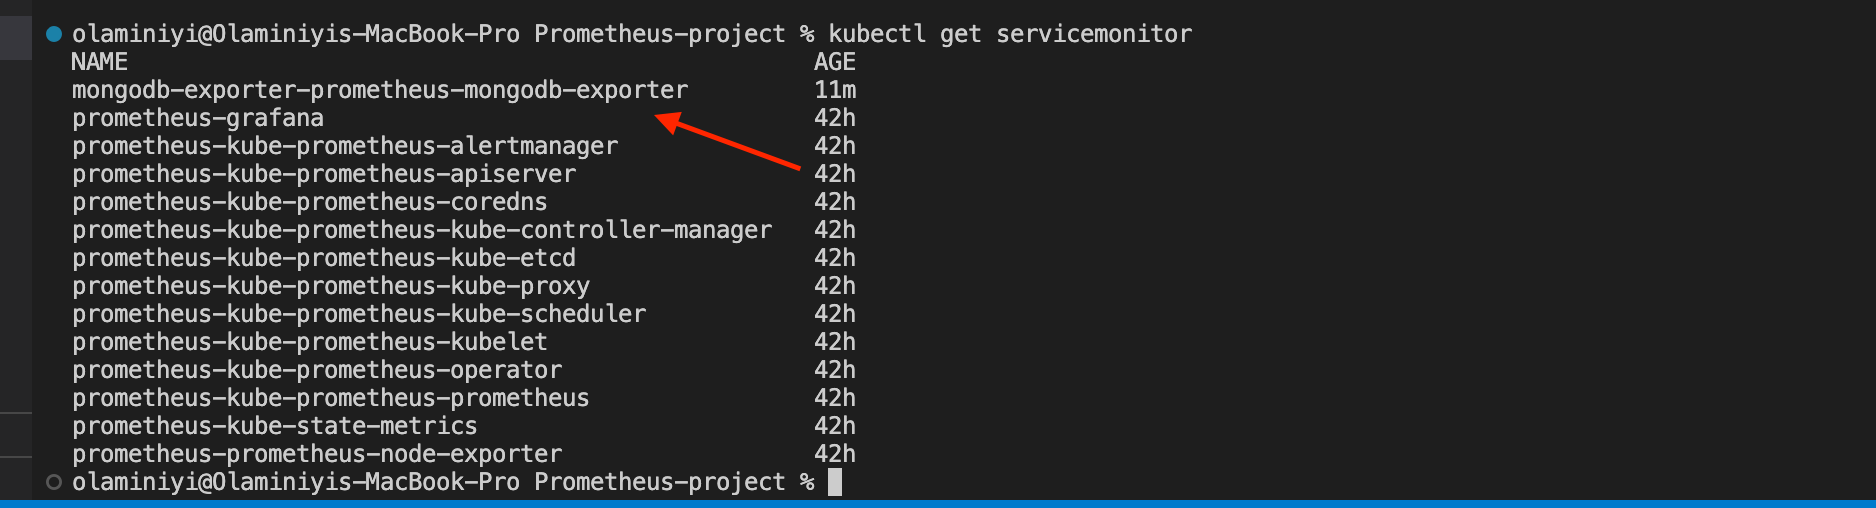 olaminiyi@Olaminiyis-MacBook-Pro Prometheus-project % kubectl get servicemonitor
NAME AGE
mongodb-exporter-prometheus-mongodb-exporter 11m
prometheus-grafana 42h
prometheus-kube-prometheus-alertmanager 42h
prometheus-kube-prometheus-apiserver 42h
prometheus-kube-prometheus-coredns 42h
prometheus-kube-prometheus-kube-controller-manager 42h
prometheus-kube-prometheus-kube-etcd 42h
prometheus-kube-prometheus-kube-proxy 42h
prometheus-kube-prometheus-kube-scheduler 42h
prometheus-kube-prometheus-kubelet 42h
prometheus-kube-prometheus-operator 42h
prometheus-kube-prometheus-prometheus 42h
prometheus-kube-state-metrics 42h
prometheus-prometheus-node-exporter 42h
olaminiyi@Olaminiyis-MacBook-Pro Prometheus-project %